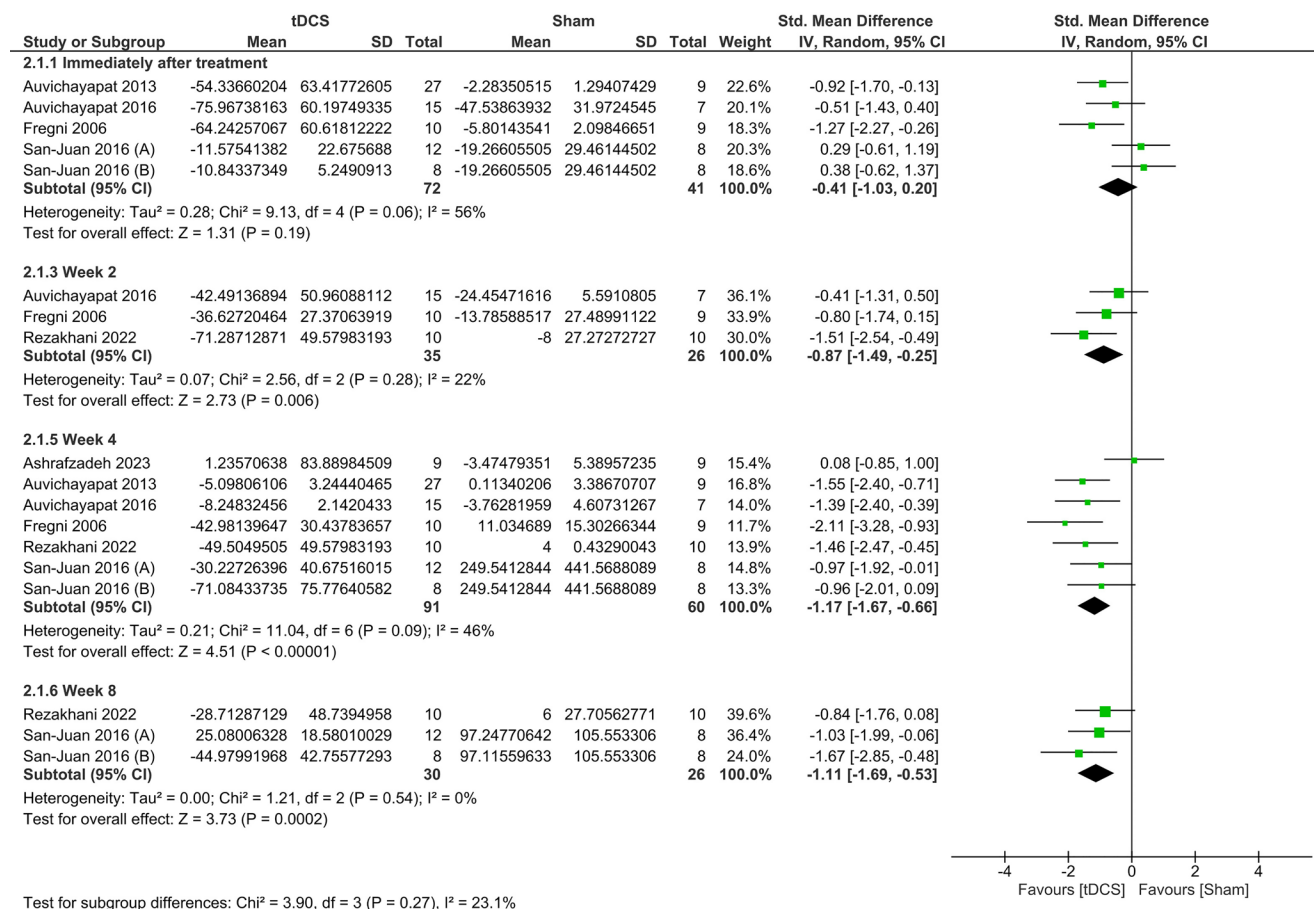 tDCS Sham Std. Mean Difference Std. Mean Difference
Study or Subgroup Mean SD Total Mean SD Total Weight IV, Random, 95% CI IV, Random, 95% CI
2.1.1 Immediately after treatment
Auvichayapat 2013 -54.33660204 63.41772605 27 -2.28350515 1.29407429 9 22.6% -0.92 [-1.70, -0.13]
Auvichayapat 2016 -75.96738163 60.19749335 15 -47.53863932 31.9724545 7 20.1% -0.51 [-1.43, 0.40]
Fregni 2006 -64.24257067 60.61812222 10 -5.80143541 2.09846651 9 18.3% -1.27 [-2.27, -0.26]
San-Juan 2016 (A) -11.57541382 22.675688 12 -19.26605505 29.46144502 8 20.3% 0.29 [-0.61, 1.19]
San-Juan 2016 (B) -10.84337349 5.2490913 8 -19.26605505 29.46144502 8 18.6% 0.38 [-0.62, 1.37]
Subtotal (95% CI) 72 41 100.0% -0.41 [-1.03, 0.20]
Heterogeneity: Tau² = 0.28; Chi² = 9.13, df = 4 (P = 0.06); I² = 56%
Test for overall effect: Z = 1.31 (P = 0.19)
2.1.3 Week 2
Auvichayapat 2016 -42.49136894 50.96088112 15 -24.45471616 5.5910805 7 36.1% -0.41 [-1.31, 0.50]
Fregni 2006 -36.62720464 27.37063919 10 -13.78588517 27.48991122 9 33.9% -0.80 [-1.74, 0.15]
Rezakhani 2022 -71.28712871 49.57983193 10 -8 27.27272727 10 30.0% -1.51 [-2.54, -0.49]
Subtotal (95% CI) 35 26 100.0% -0.87 [-1.49, -0.25]
Heterogeneity: Tau² = 0.07; Chi² = 2.56, df = 2 (P = 0.28); I² = 22%
Test for overall effect: Z = 2.73 (P = 0.006)
2.1.5 Week 4
Ashrafzadeh 2023 1.23570638 83.88984509 9 -3.47479351 5.38957235 9 15.4% 0.08 [-0.85, 1.00]
Auvichayapat 2013 -5.09806106 3.24440465 27 0.11340206 3.38670707 9 16.8% -1.55 [-2.40, -0.71]
Auvichayapat 2016 -8.24832456 2.1420433 15 -3.76281959 4.60731267 7 14.0% -1.39 [-2.40, -0.39]
Fregni 2006 -42.98139647 30.43783657 10 11.034689 15.30266344 9 11.7% -2.11 [-3.28, -0.93]
Rezakhani 2022 -49.5049505 49.57983193 10 4 0.43290043 10 13.9% -1.46 [-2.47, -0.45]
San-Juan 2016 (A) -30.22726396 40.67516015 12 249.5412844 441.5688089 8 14.8% -0.97 [-1.92, -0.01]
San-Juan 2016 (B) -71.08433735 75.77640582 8 249.5412844 441.5688089 8 13.3% -0.96 [-2.01, 0.09]
Subtotal (95% CI) 91 60 100.0% -1.17 [-1.67, -0.66]
Heterogeneity: Tau² = 0.21; Chi² = 11.04, df = 6 (P = 0.09); I² = 46%
Test for overall effect: Z = 4.51 (P < 0.00001)
2.1.6 Week 8
Rezakhani 2022 -28.71287129 48.7394958 10 6 27.70562771 10 39.6% -0.84 [-1.76, 0.08]
San-Juan 2016 (A) 25.08006328 18.58010029 12 97.24770642 105.553306 8 36.4% -1.03 [-1.99, -0.06]
San-Juan 2016 (B) -44.97991968 42.75577293 8 97.11559633 105.553306 8 24.0% -1.67 [-2.85, -0.48]
Subtotal (95% CI) 30 26 100.0% -1.11 [-1.69, -0.53]
Heterogeneity: Tau² = 0.00; Chi² = 1.21, df = 2 (P = 0.54); I² = 0%
Test for overall effect: Z = 3.73 (P = 0.0002)
-4 -2 0 2 4
Favours [tDCS] Favours [Sham]
Test for subgroup differences: Chi² = 3.90, df = 3 (P = 0.27), I² = 23.1%